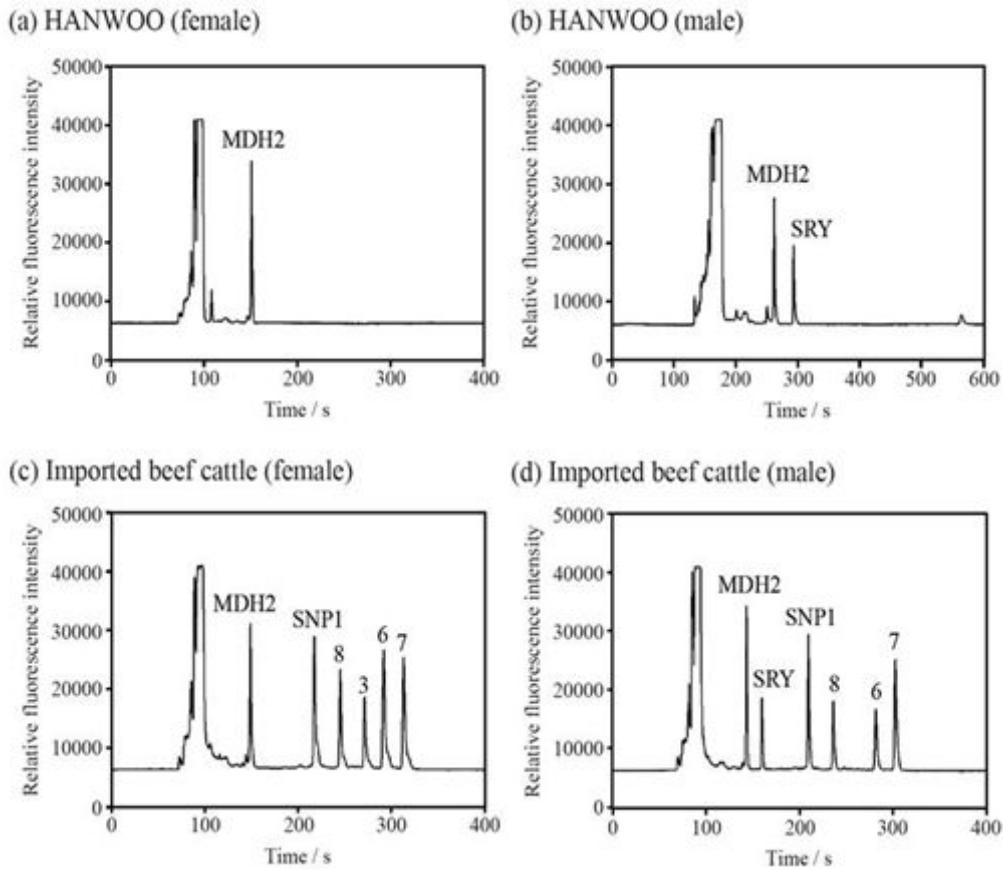 (a) HANWOO (female)
50000
40000
30000
20000
10000
0
Relative fluorescence intensity
MDH2
0 100 200 300 400
Time / s
(b) HANWOO (male)
50000
40000
30000
20000
10000
0
Relative fluorescence intensity
MDH2
SRY
0 100 200 300 400 500 600
Time / s
(c) Imported beef cattle (female)
50000
40000
30000
20000
10000
0
Relative fluorescence intensity
MDH2
SNP1
8
3
6
7
0 100 200 300 400
Time / s
(d) Imported beef cattle (male)
50000
40000
30000
20000
10000
0
Relative fluorescence intensity
MDH2
SRY
SNP1
8
6
7
0 100 200 300 400
Time / s